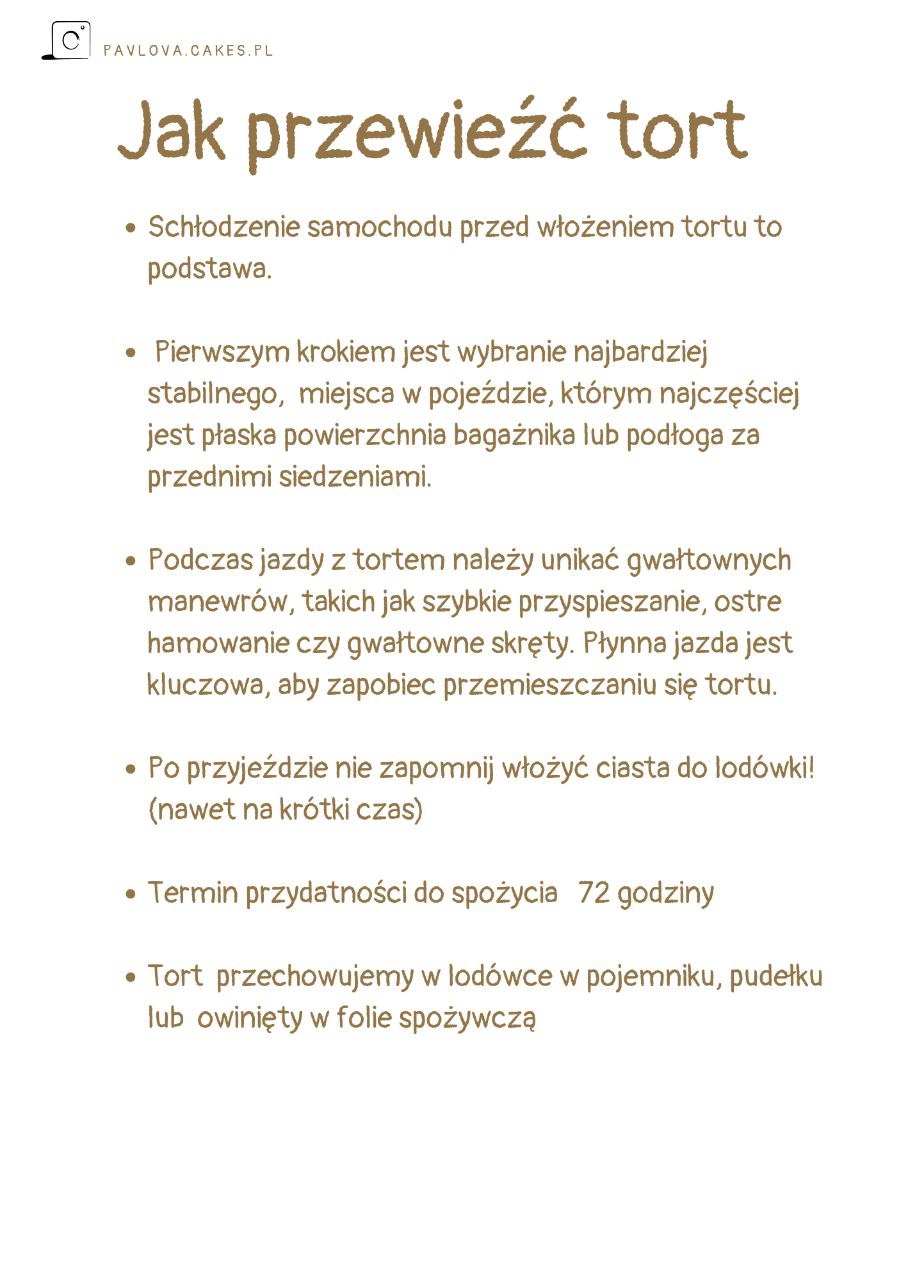 PAVLOVA.CAKES.PL
Jak przewieźć tort
• Schłodzenie samochodu przed włożeniem tortu to
podstawa.
• Pierwszym krokiem jest wybranie najbardziej
stabilnego, miejsca w pojeździe, którym najczęściej
jest płaska powierzchnia bagażnika lub podłoga za
przednimi siedzeniami.
• Podczas jazdy z tortem należy unikać gwałtownych
manewrów, takich jak szybkie przyspieszanie, ostre
hamowanie czy gwałtowne skręty. Płynna jazda jest
kluczowa, aby zapobiec przemieszczaniu się tortu.
• Po przyjeździe nie zapomnij włożyć ciasta do lodówki!
(nawet na krótki czas)
• Termin przydatności do spożycia 72 godziny
• Tort przechowujemy w lodówce w pojemniku, pudełku
lub owinięty w folie spożywczą